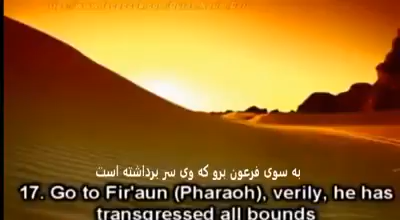 به سوی فرعون برو که وی سر برداشته است
17. Go to Fir'aun (Pharaoh), verily, he has
transgressed all bounds